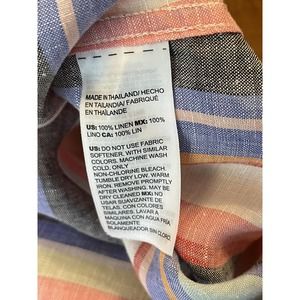 MADE IN THAILAND/ HECHO
EN TAILANDIA/ FABRIQUÉ
EN THAÏLANDE
US: 100% LINEN MX: 100%
LINO CA: 100% LIN
US: DO NOT USE FABRIC
SOFTENER. WITH SIMILAR
COLORS. MACHINE WASH
COLD. ONLY
NON-CHLORINE BLEACH.
TUMBLE DRY LOW. WARM
IRON. REMOVE PROMPTLY
AFTER WASHING. MAY BE
DRY CLEANED MX: NO
USAR SUAVIZANTE DE
TELAS. CON COLORES
SIMILARES. LAVAR A
MAQUINA CON AGUA FRIA
SOLAMENTE
BLANQUEADOR SIN CLORO